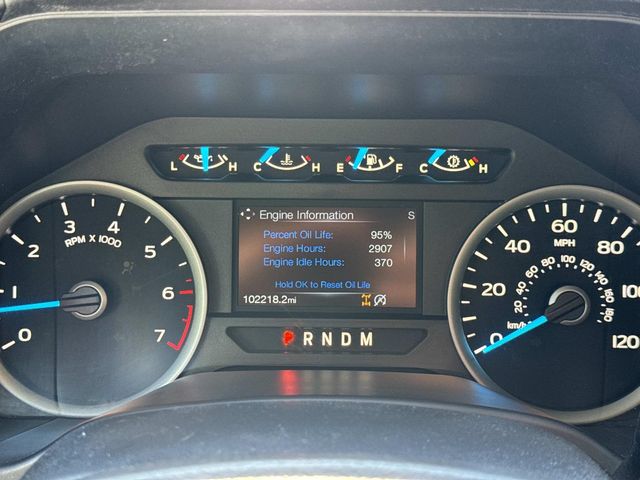 L H C H E F C H
Engine Information S
Percent Oil Life: 95%
Engine Hours: 2907
Engine Idle Hours: 370
Hold OK to Reset Oil Life
102218.2mi
P R N D M
0 1 2 3 4 5 6 7
RPM X 1000
0 20 40 60 80 100 120
MPH
20 40 60 80 100 120 140 160 180
km/h